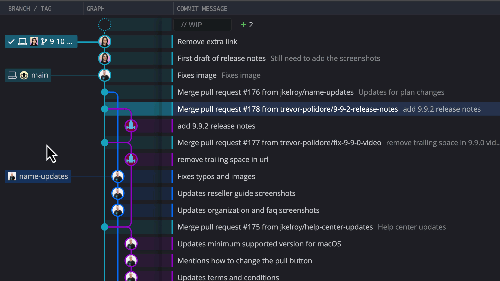 BRANCH / TAG GRAPH COMMIT MESSAGE
// WIP + 2
9-10 ... Remove extra link
First draft of release notes Still need to add the screenshots
main Fixes image Fixes image
Merge pull request #176 from jkelroy/name-updates Updates for plan changes
Merge pull request #178 from trevor-polidore/9-9-2-release-notes add 9.9.2 release notes
add 9.9.2 release notes
Merge pull request #177 from trevor-polidore/fix-9-9-0-video remove trailing space in 9.9.0 vid...
remove trailing space in url
name-updates Fixes typos and images
Updates reseller guide screenshots
Updates organization and faq screenshots
Merge pull request #175 from jkelroy/help-center-updates Help center updates
Updates minimum supported version for macOS
Mentions how to change the pull button
Updates terms and conditions